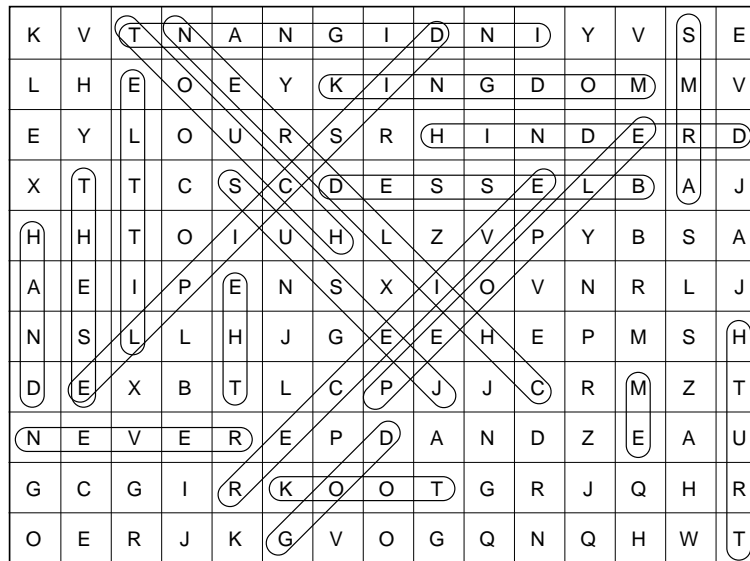 K V T N A N G I D N I Y V S E
L H E O E Y K I N G D O M M V
E Y L O U R S R H I N D E R D
X T T C S C D E S S E L B A J
H H T O I U H L Z V P Y B S A
A E I P E N S X I O V N R L J
N S L L H J G E E H E P M S H
D E X B T L C P J J C R M Z T
N E V E R E P D A N D Z E A U
G C G I R K O O T G R J Q H R
O E R J K G V O G Q N Q H W T